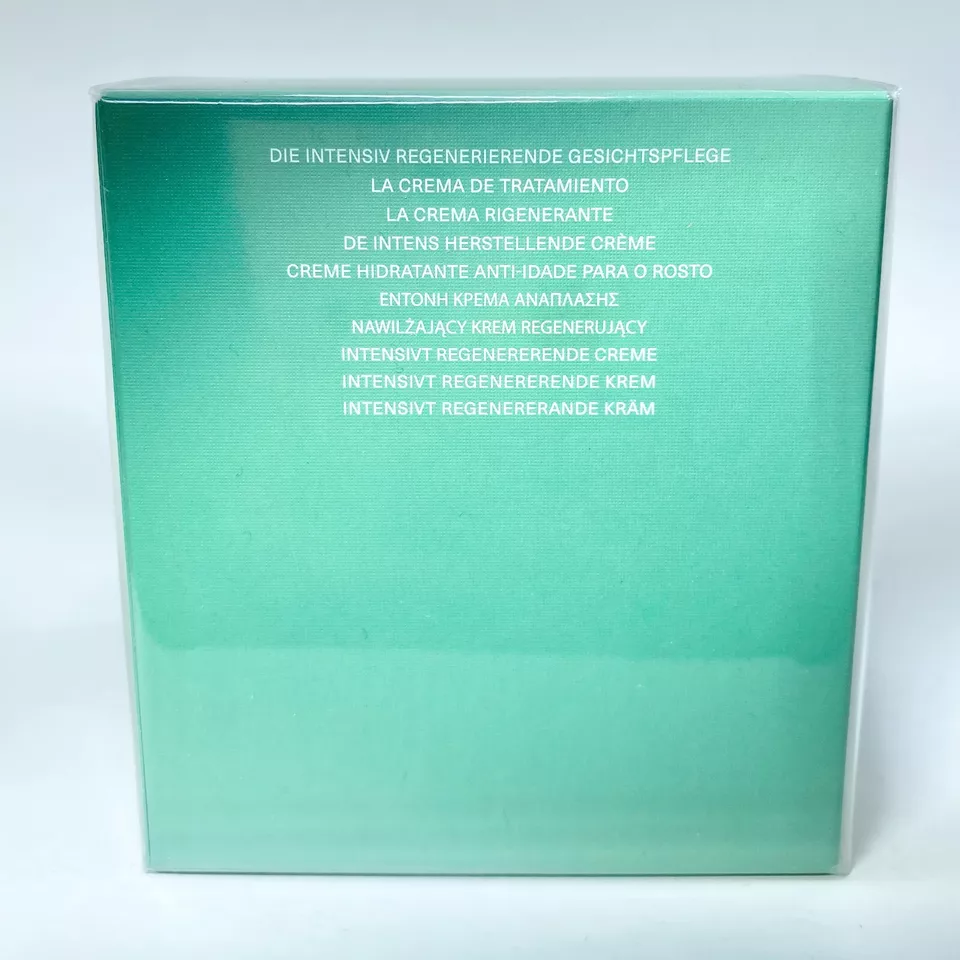 DIE INTENSIV REGENERIERENDE GESICHTSPFLEGE
LA CREMA DE TRATAMIENTO
LA CREMA RIGENERANTE
DE INTENS HERSTELLENDE CRÈME
CREME HIDRATANTE ANTI-IDADE PARA O ROSTO
ΕΝΤΟΝΗ ΚΡΕΜΑ ΑΝΑΠΛΑΣΗΣ
NAWILŻAJĄCY KREM REGENERUJĄCY
INTENSIVT REGENERERENDE CREME
INTENSIVT REGENERERENDE KREM
INTENSIVT REGENERERANDE KRÄM